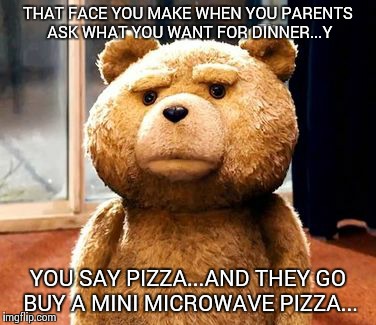 THAT FACE YOU MAKE WHEN YOU PARENTS
ASK WHAT YOU WANT FOR DINNER...Y
YOU SAY PIZZA...AND THEY GO
BUY A MINI MICROWAVE PIZZA...
imgflip.com